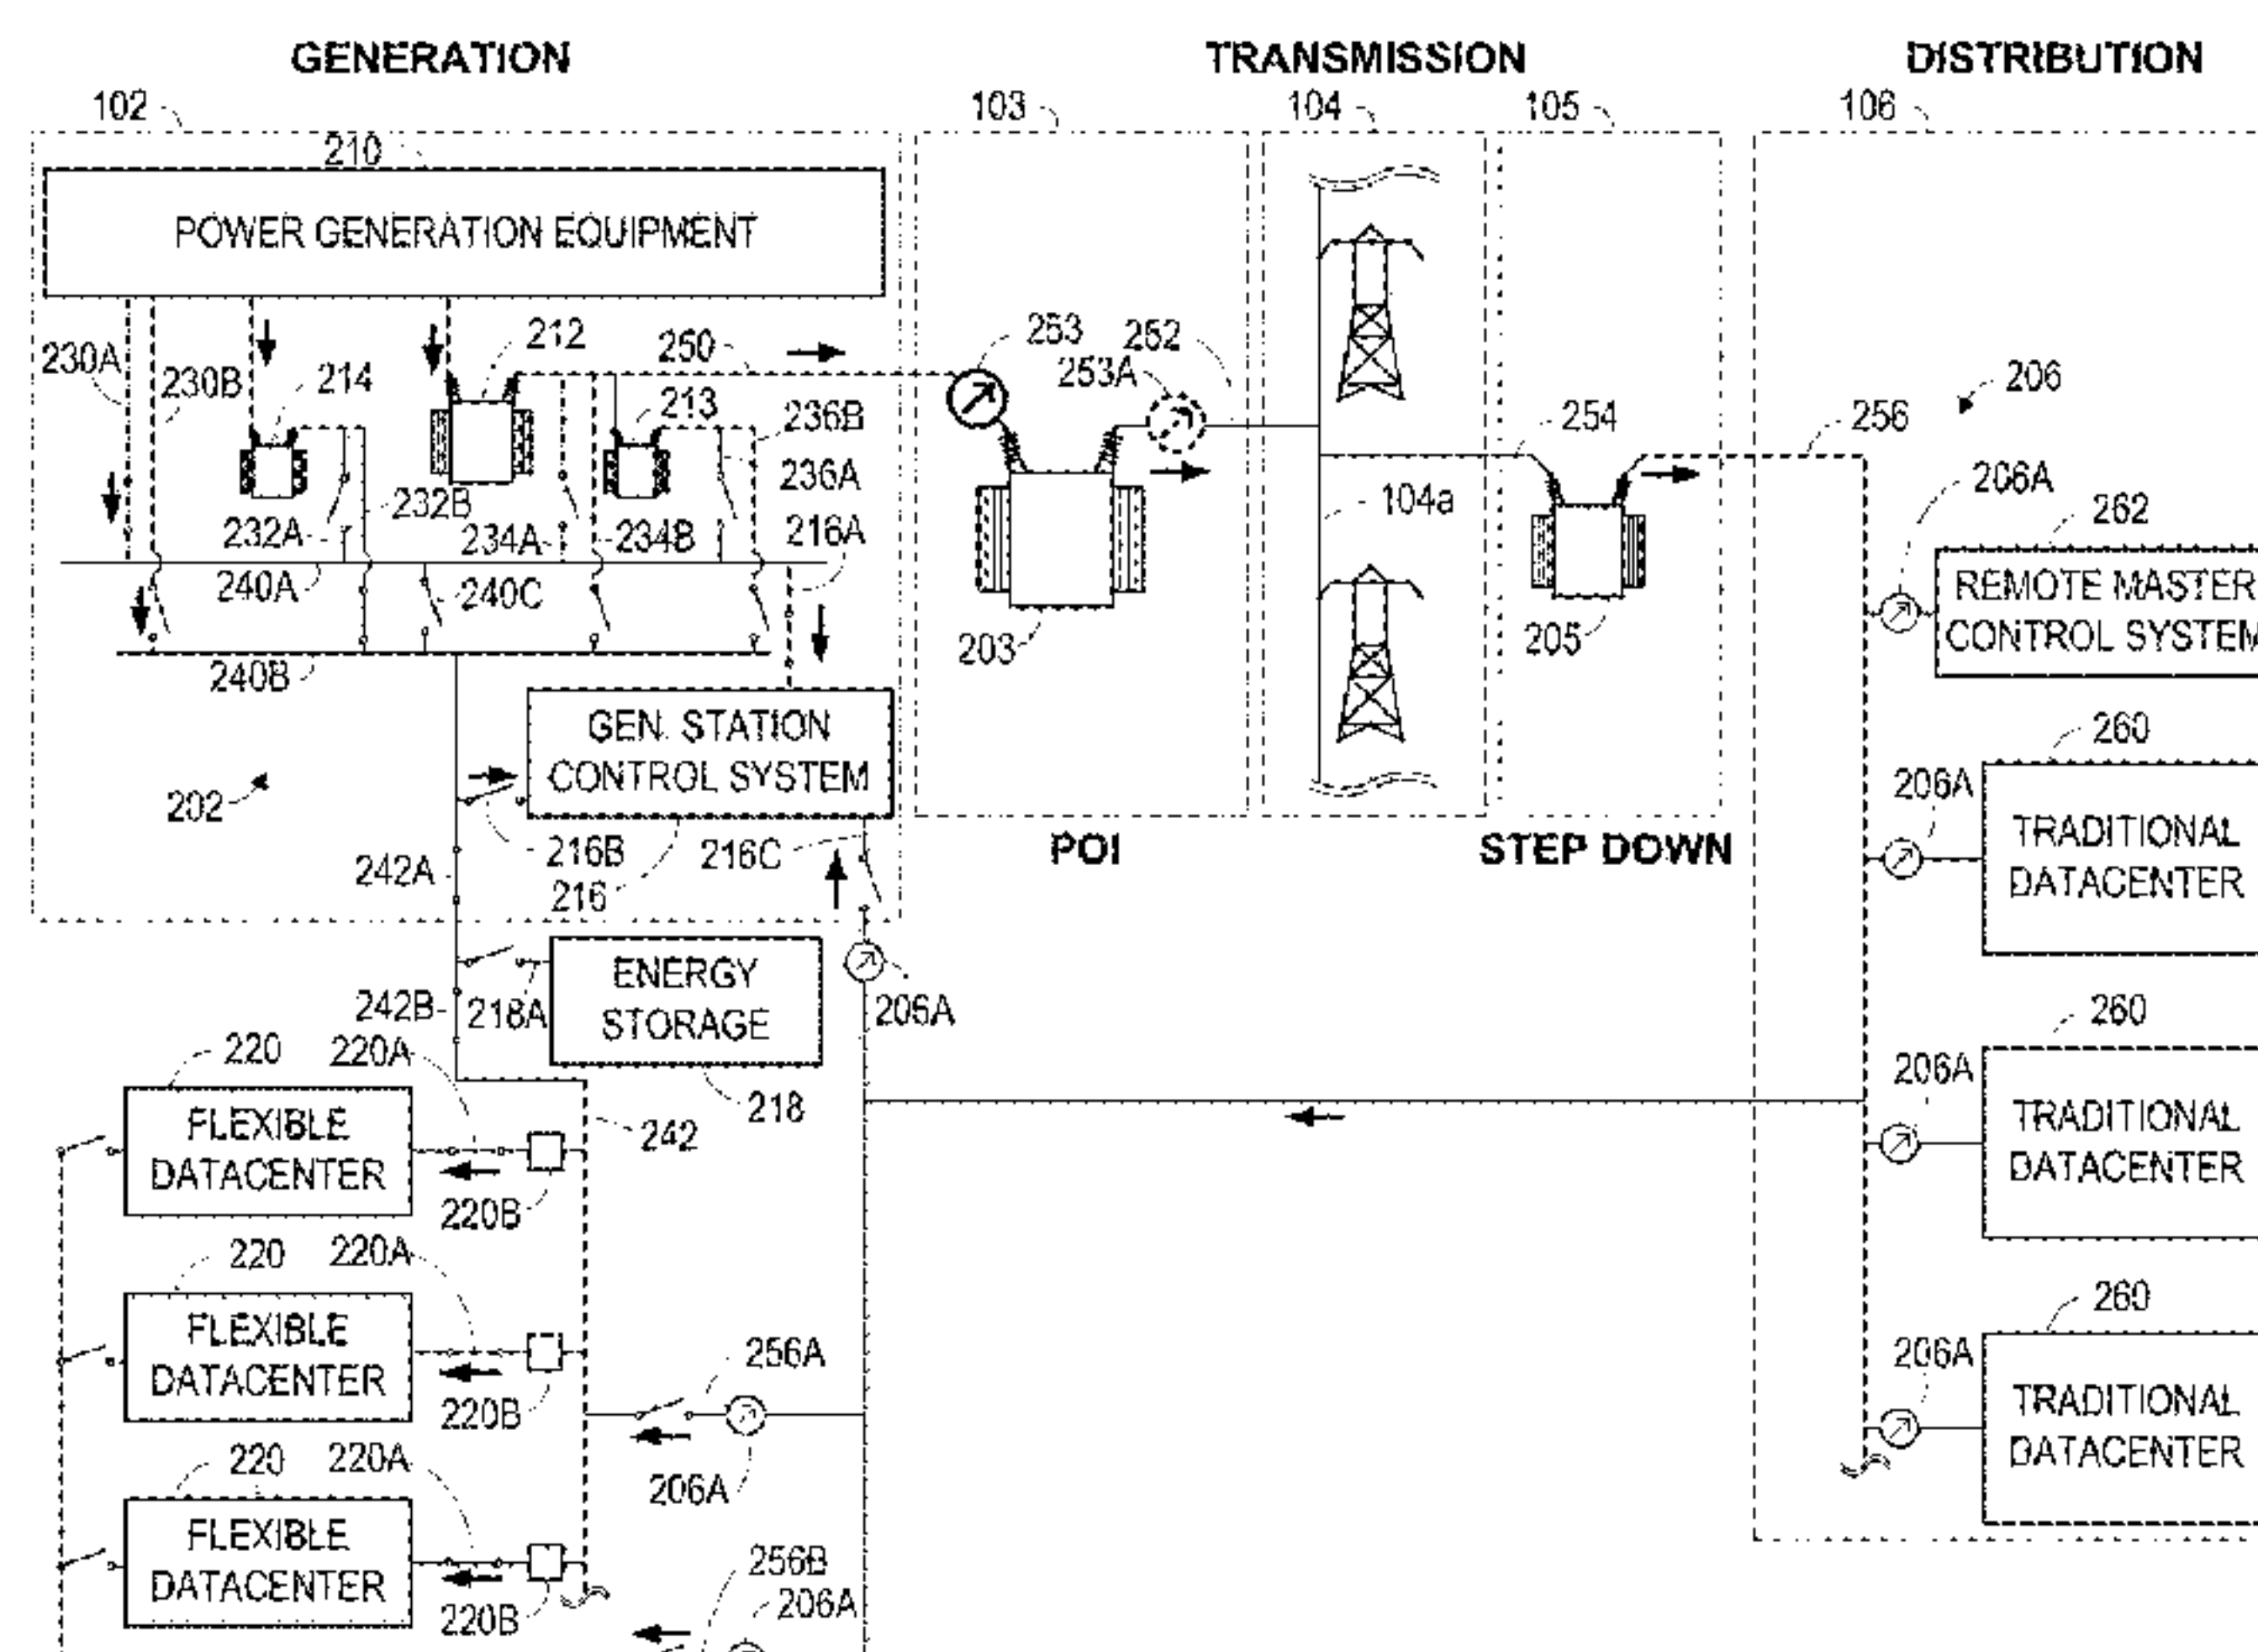 GENERATION TRANSMISSION DISTRIBUTION
102 103 104 105 106
210
POWER GENERATION EQUIPMENT
230A 230B 214 212 250 213 236B 236A
253 253A 252 254 256 206
206A
232A 232B 234A 234B 216A
104a
262
REMOTE MASTER
CONTROL SYSTEM
240A 240C
240B
203 205
GEN. STATION
CONTROL SYSTEM
202
216B 216C
242A 216
POI STEP DOWN
260
206A
TRADITIONAL
DATACENTER
ENERGY
STORAGE
242B 218A 206A
218
242
220 220A
FLEXIBLE
DATACENTER
220B
260
206A
TRADITIONAL
DATACENTER
220 220A
FLEXIBLE
DATACENTER
220B
256A
206A
260
206A
TRADITIONAL
DATACENTER
220 220A
FLEXIBLE
DATACENTER
220B
256B
206A